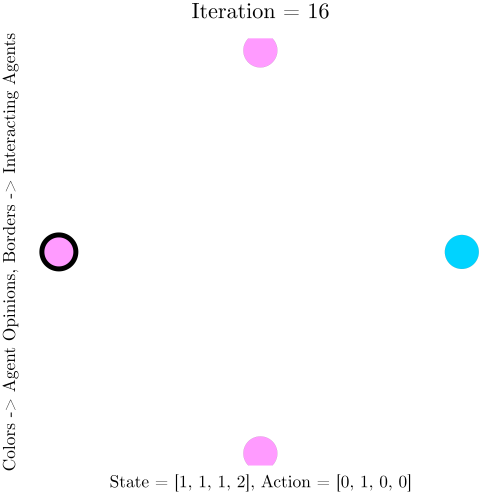 Iteration = 16
Colors -> Agent Opinions, Borders -> Interacting Agents
State = [1, 1, 1, 2], Action = [0, 1, 0, 0]